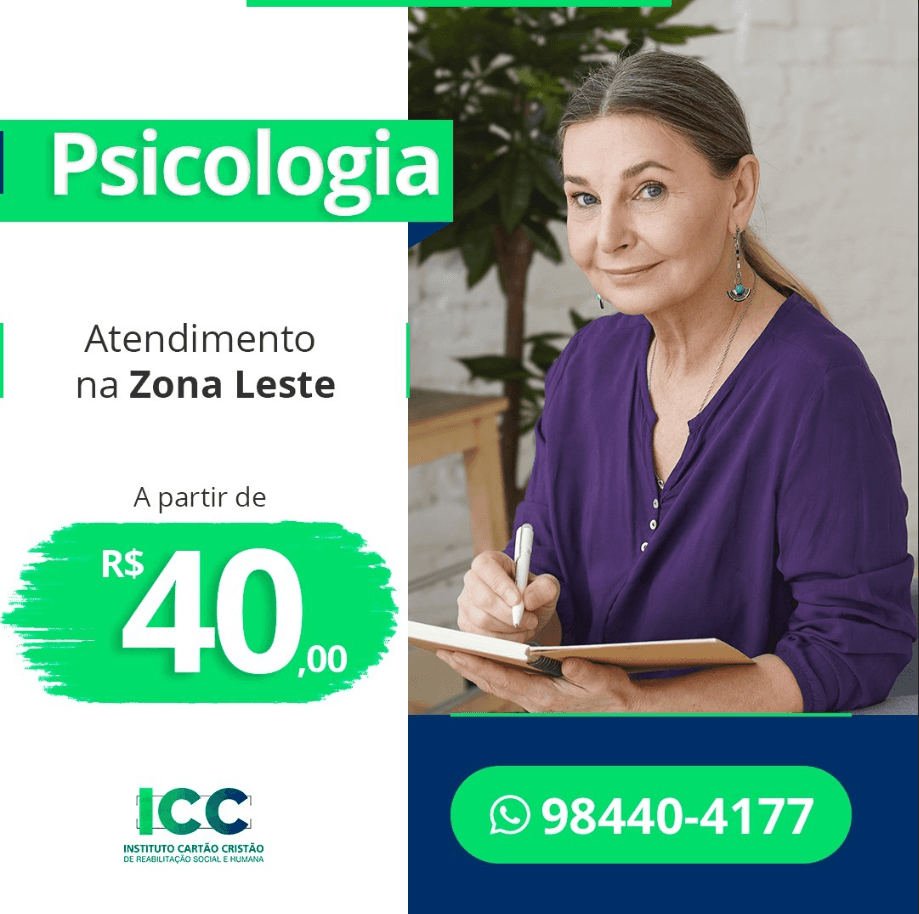 Psicologia
Atendimento
na Zona Leste
A partir de
R$ 40,00
ICC
INSTITUTO CARTÃO CRISTÃO
DE REABILITAÇÃO SOCIAL E HUMANA
98440-4177